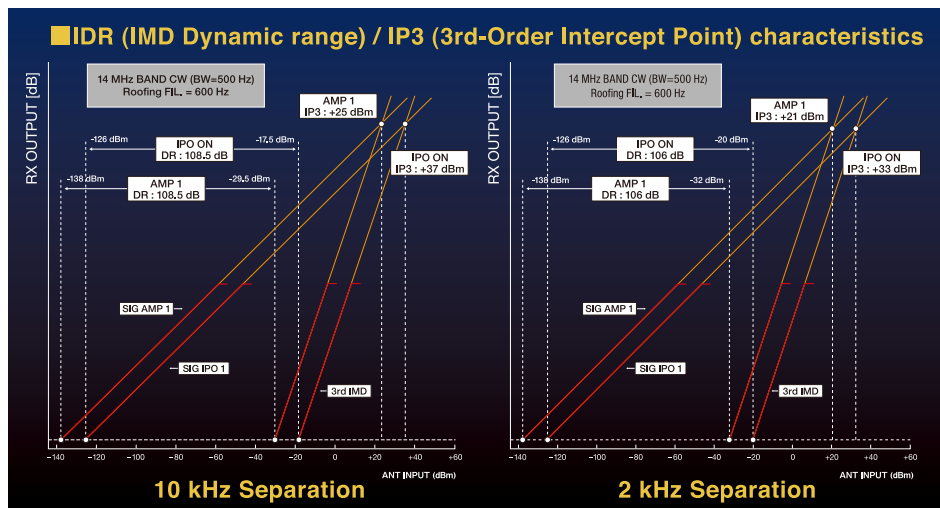 ■IDR (IMD Dynamic range) / IP3 (3rd-Order Intercept Point) characteristics
RX OUTPUT [dB]
14 MHz BAND CW (BW=500 Hz)
Roofing FIL. = 600 Hz
AMP 1
IP3 : +25 dBm
-126 dBm
IPO ON
DR : 108.5 dB
-17.5 dBm
IPO ON
IP3 : +37 dBm
-138 dBm
AMP 1
DR : 108.5 dB
-29.5 dBm
SIG AMP 1
SIG IPO 1
3rd IMD
-140 -120 -100 -80 -60 -40 -20 0 +20 +40 +60
ANT INPUT (dBm)
10 kHz Separation
RX OUTPUT [dB]
14 MHz BAND CW (BW=500 Hz)
Roofing FIL. = 600 Hz
AMP 1
IP3 : +21 dBm
-126 dBm
IPO ON
DR : 106 dB
-20 dBm
IPO ON
IP3 : +33 dBm
-138 dBm
AMP 1
DR : 106 dB
-32 dBm
SIG AMP 1
SIG IPO 1
3rd IMD
-140 -120 -100 -80 -60 -40 -20 0 +20 +40 +60
ANT INPUT (dBm)
2 kHz Separation